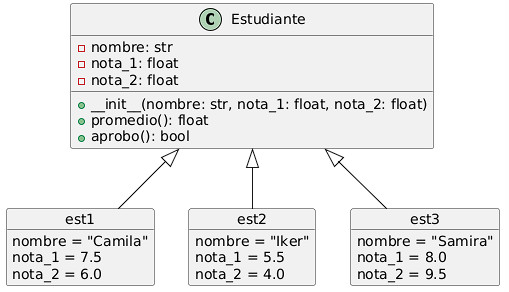 C Estudiante
nombre: str
nota_1: float
nota_2: float
__init__(nombre: str, nota_1: float, nota_2: float)
promedio(): float
aprobo(): bool
est1
nombre = "Camila"
nota_1 = 7.5
nota_2 = 6.0
est2
nombre = "Iker"
nota_1 = 5.5
nota_2 = 4.0
est3
nombre = "Samira"
nota_1 = 8.0
nota_2 = 9.5